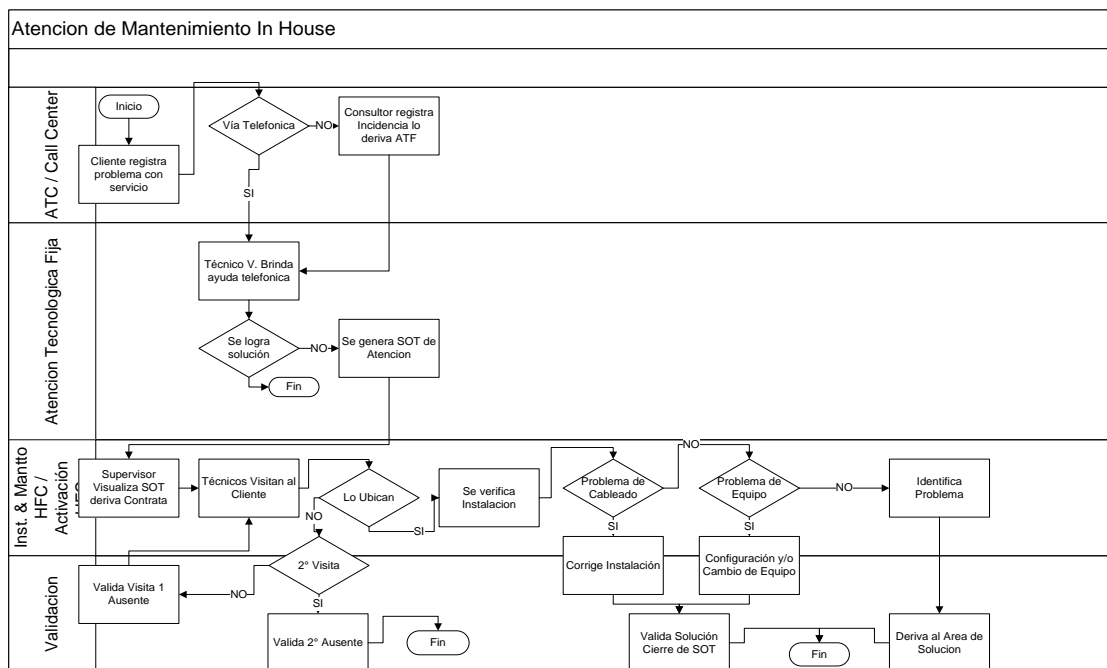 Atencion de Mantenimiento In House
ATC / Call Center
Inicio
Cliente registra
problema con
servicio
Vía Telefonica
NO
Consultor registra
Incidencia lo
deriva ATF
SI
Atencion Tecnologica Fija
Técnico V. Brinda
ayuda telefonica
Se logra
solución
NO
Se genera SOT de
Atencion
Fin
Inst. & Mantto
HFC /
Activación
Supervisor
Visualiza SOT
deriva Contrata
Técnicos Visitan al
Cliente
Lo Ubican
NO
SI
Se verifica
Instalacion
Problema de
Cableado
NO
SI
Problema de
Equipo
NO
SI
Identifica
Problema
Validacion
Valida Visita 1
Ausente
NO
2° Visita
SI
Valida 2° Ausente
Fin
Corrige Instalación
Configuración y/o
Cambio de Equipo
Valida Solución
Cierre de SOT
Fin
Deriva al Area de
Solucion